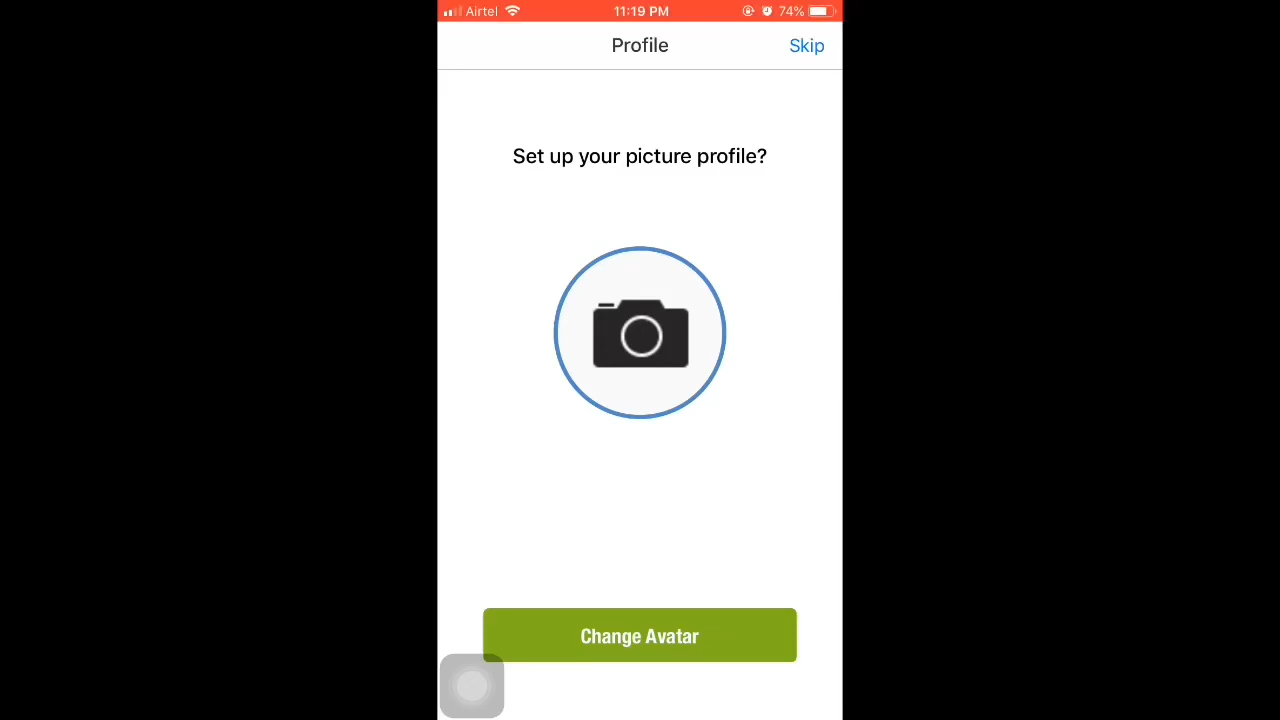 Airtel 11:19 PM 74%
Profile Skip
Set up your picture profile?
Change Avatar